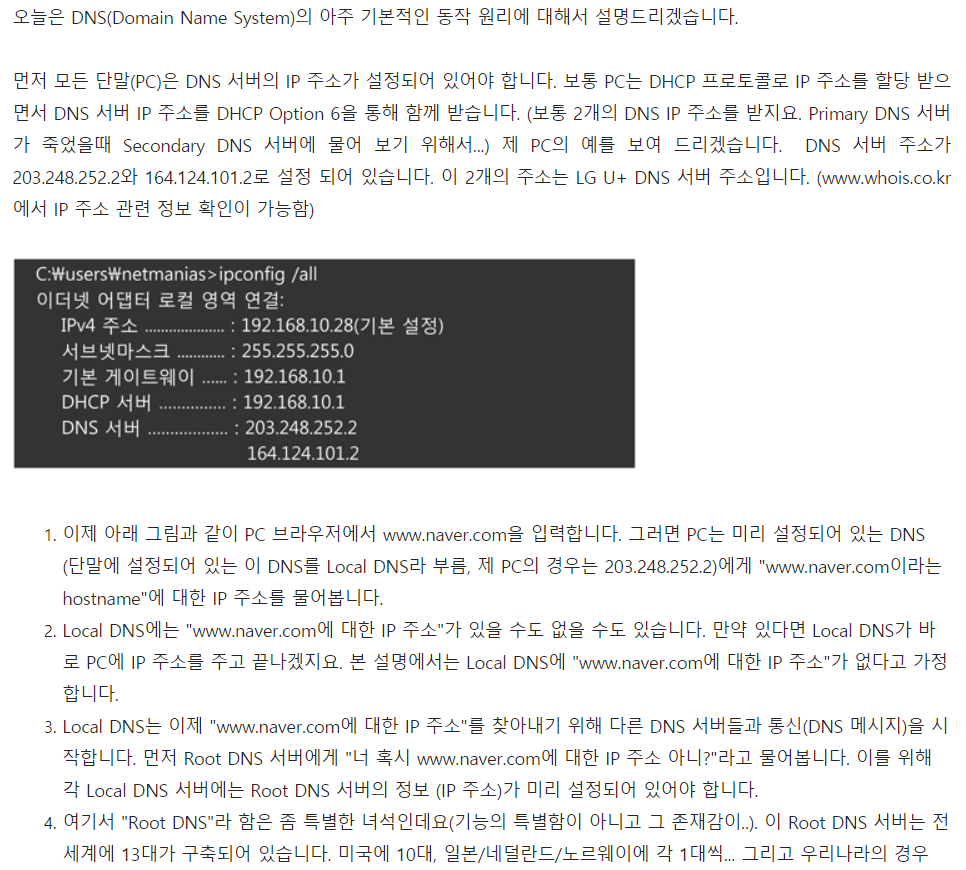 오늘은 DNS(Domain Name System)의 아주 기본적인 동작 원리에 대해서 설명드리겠습니다.
먼저 모든 단말(PC)은 DNS 서버의 IP 주소가 설정되어 있어야 합니다. 보통 PC는 DHCP 프로토콜로 IP 주소를 할당 받으
면서 DNS 서버 IP 주소를 DHCP Option 6을 통해 함께 받습니다. (보통 2개의 DNS IP 주소를 받지요. Primary DNS 서버
가 죽었을때 Secondary DNS 서버에 물어 보기 위해서...) 제 PC의 예를 보여 드리겠습니다. DNS 서버 주소가
203.248.252.2와 164.124.101.2로 설정 되어 있습니다. 이 2개의 주소는 LG U+ DNS 서버 주소입니다. (www.whois.co.kr
에서 IP 주소 관련 정보 확인이 가능함)
C:₩users₩netmanias>ipconfig /all
이더넷 어댑터 로컬 영역 연결:
IPv4 주소 .................... : 192.168.10.28(기본 설정)
서브넷마스크 ............ : 255.255.255.0
기본 게이트웨이 ...... : 192.168.10.1
DHCP 서버 ............... : 192.168.10.1
DNS 서버 .................. : 203.248.252.2
164.124.101.2
1. 이제 아래 그림과 같이 PC 브라우저에서 www.naver.com을 입력합니다. 그러면 PC는 미리 설정되어 있는 DNS
(단말에 설정되어 있는 이 DNS를 Local DNS라 부름, 제 PC의 경우는 203.248.252.2)에게 "www.naver.com이라는
hostname"에 대한 IP 주소를 물어봅니다.
2. Local DNS에는 "www.naver.com에 대한 IP 주소"가 있을 수도 없을 수도 있습니다. 만약 있다면 Local DNS가 바
로 PC에 IP 주소를 주고 끝나겠지요. 본 설명에서는 Local DNS에 "www.naver.com에 대한 IP 주소"가 없다고 가정
합니다.
3. Local DNS는 이제 "www.naver.com에 대한 IP 주소"를 찾아내기 위해 다른 DNS 서버들과 통신(DNS 메시지)을 시
작합니다. 먼저 Root DNS 서버에게 "너 혹시 www.naver.com에 대한 IP 주소 아니?"라고 물어봅니다. 이를 위해
각 Local DNS 서버에는 Root DNS 서버의 정보 (IP 주소)가 미리 설정되어 있어야 합니다.
4. 여기서 "Root DNS"라 함은 좀 특별한 녀석인데요(기능의 특별함이 아니고 그 존재감이..). 이 Root DNS 서버는 전
세계에 13대가 구축되어 있습니다. 미국에 10대, 일본/네덜란드/노르웨이에 각 1대씩... 그리고 우리나라의 경우